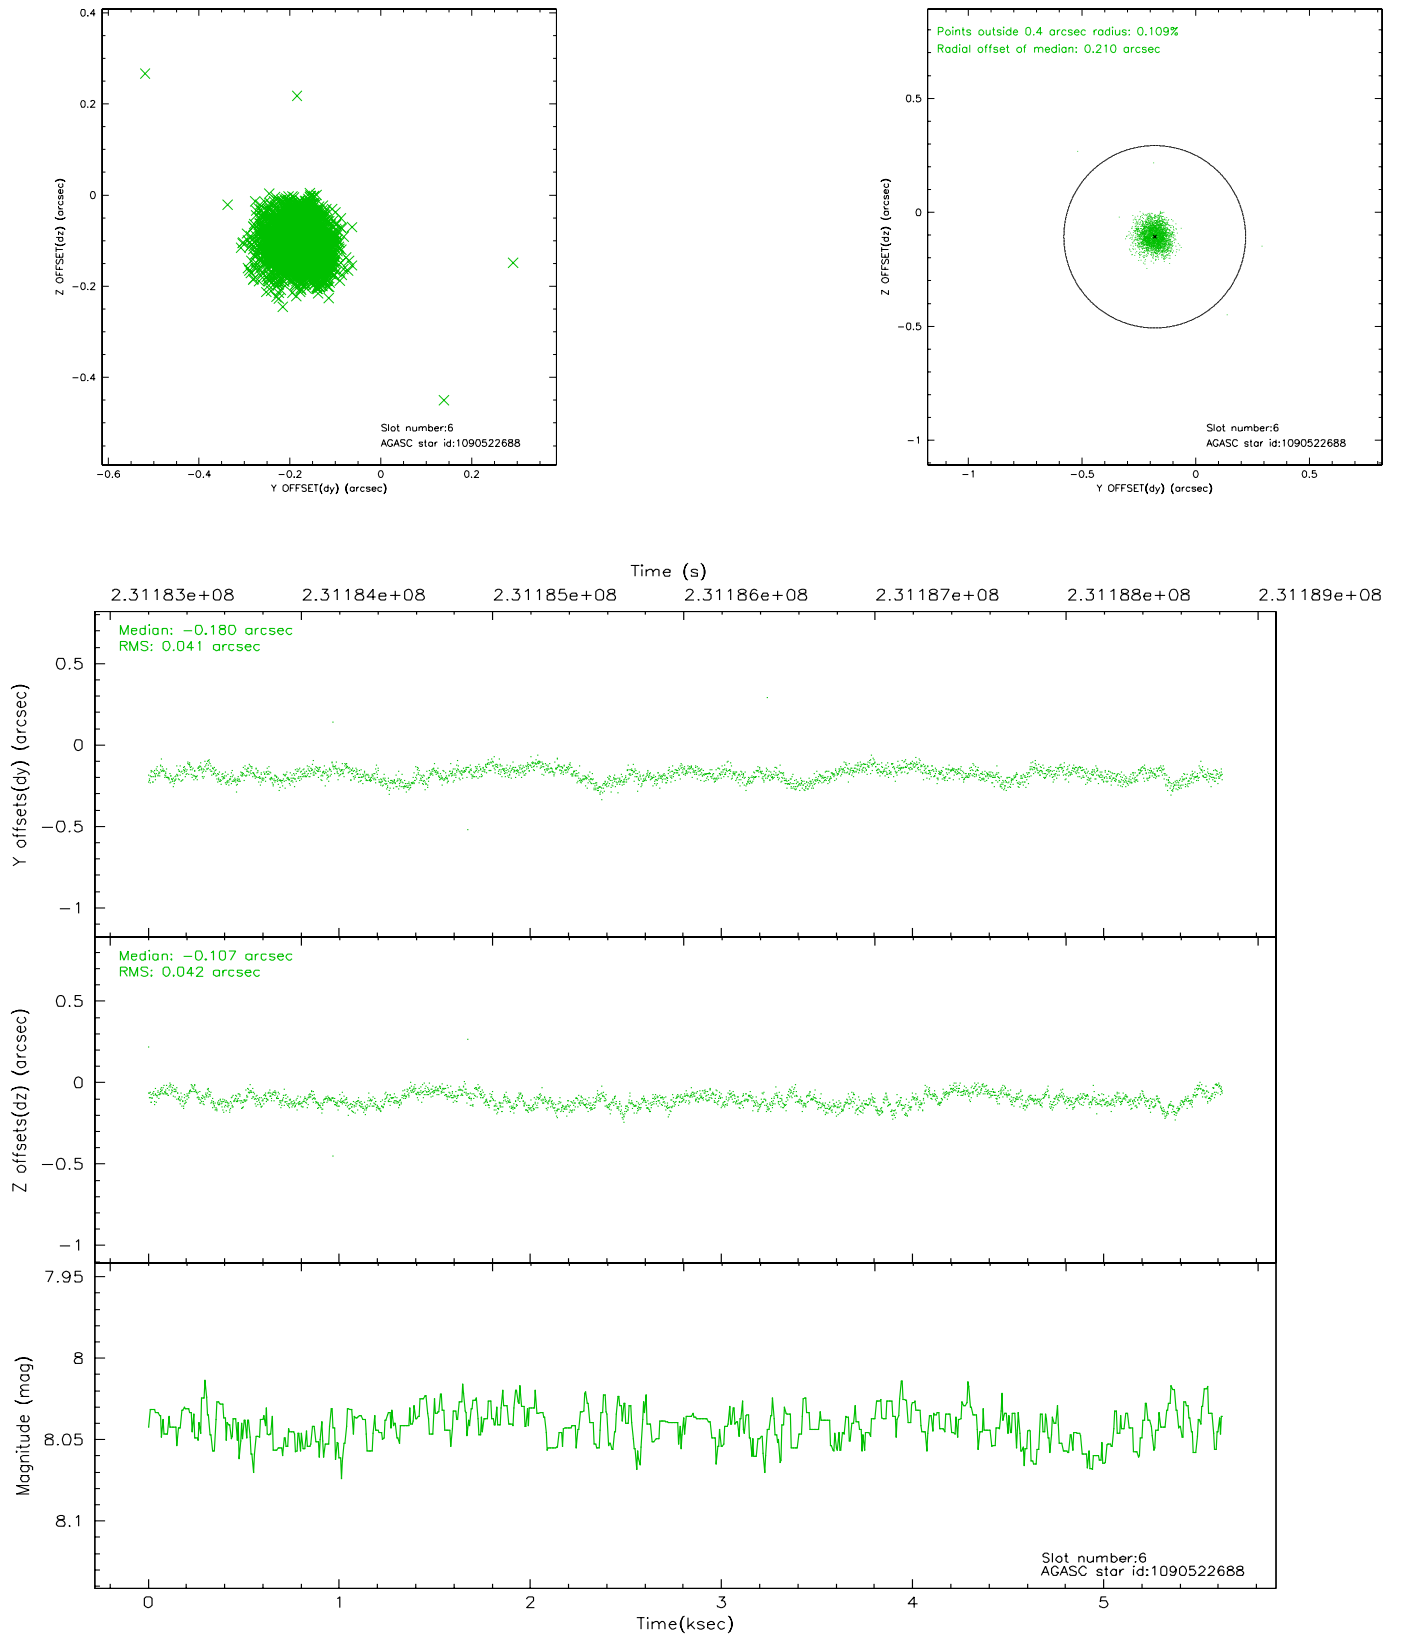 0.4
0.2
0
−0.2
−0.4
Z OFFSET(dz) (arcsec)
Slot number:6
AGASC star id:1090522688
−0.6 −0.4 −0.2 0 0.2
Y OFFSET(dy) (arcsec)
Points outside 0.4 arcsec radius: 0.109%
Radial offset of median: 0.210 arcsec
0.5
0
−0.5
−1
Z OFFSET(dz) (arcsec)
Slot number:6
AGASC star id:1090522688
−1 −0.5 0 0.5
Y OFFSET(dy) (arcsec)
Time (s)
2.31183e+08 2.31184e+08 2.31185e+08 2.31186e+08 2.31187e+08 2.31188e+08 2.31189e+08
Median: −0.180 arcsec
RMS: 0.041 arcsec
0.5
0
−0.5
−1
Y offsets(dy) (arcsec)
Median: −0.107 arcsec
RMS: 0.042 arcsec
0.5
0
−0.5
−1
Z offsets(dz) (arcsec)
7.95
8
8.05
8.1
Magnitude (mag)
Slot number:6
AGASC star id:1090522688
0 1 2 3 4 5
Time(ksec)